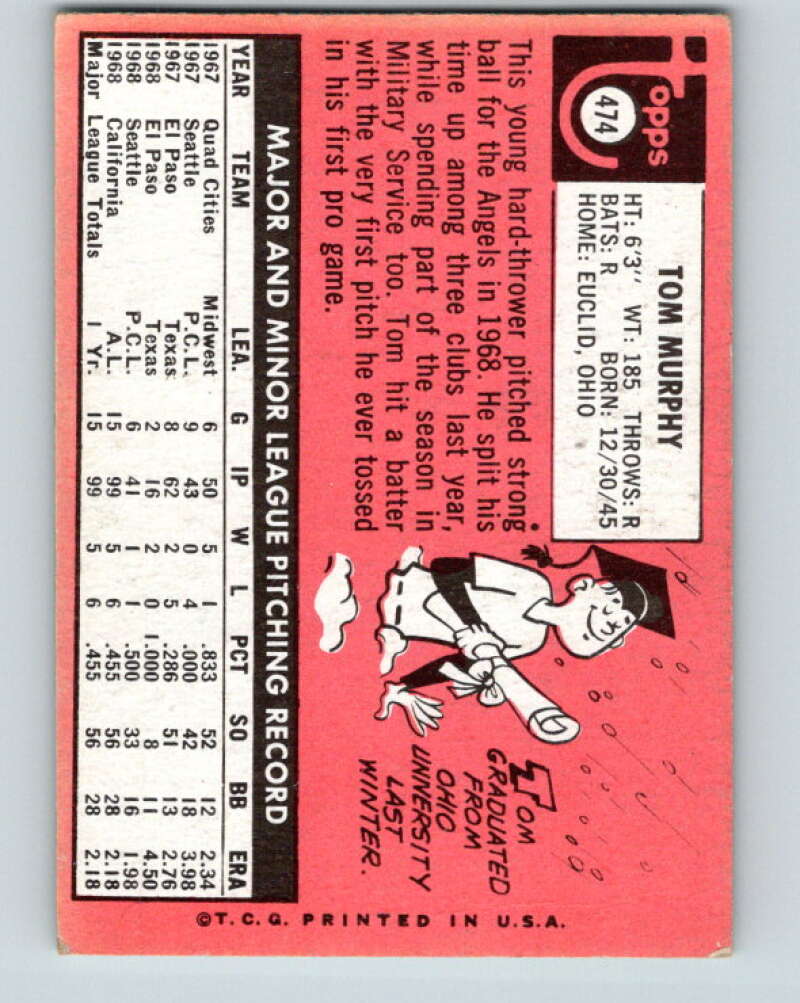 Topps
474
TOM MURPHY
HT: 6'3'' WT: 185 THROWS: R
BATS: R BORN: 12/30/45
HOME: EUCLID, OHIO
This young hard-thrower pitched strong
ball for the Angels in 1968. He split his
time up among three clubs last year,
while spending part of the season in
Military Service too. Tom hit a batter
with the very first pitch he ever tossed
in his first pro game.
TOM
GRADUATED
FROM
OHIO
UNIVERSITY
LAST
WINTER.
MAJOR AND MINOR LEAGUE PITCHING RECORD
YEAR TEAM LEA. G IP W L PCT SO BB ERA
1967 Quad Cities Midwest 6 50 5 1 .833 52 12 2.34
1967 Seattle P.C.L. 9 43 0 4 .000 42 18 3.98
1967 El Paso Texas 8 62 2 5 .286 51 13 2.76
1968 El Paso Texas 2 16 2 0 1.000 8 11 4.50
1968 Seattle P.C.L. 6 41 1 1 .500 33 16 1.98
1968 California A.L. 15 99 5 6 .455 56 28 2.18
Major League Totals 1 Yr. 15 99 5 6 .455 56 28 2.18
©T.C.G. PRINTED IN U.S.A.